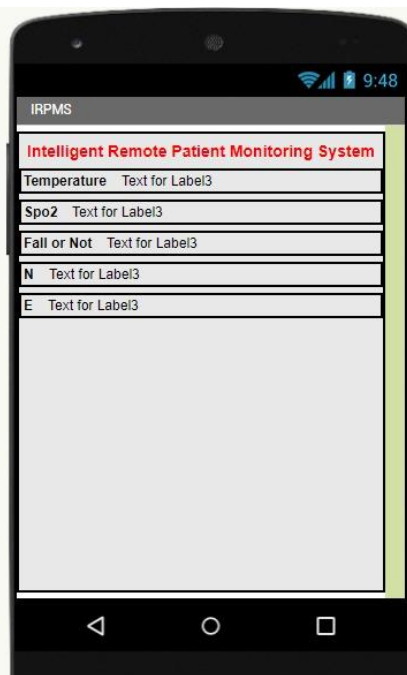 9:48
IRPMS
Intelligent Remote Patient Monitoring System
Temperature Text for Label3
Spo2 Text for Label3
Fall or Not Text for Label3
N Text for Label3
E Text for Label3